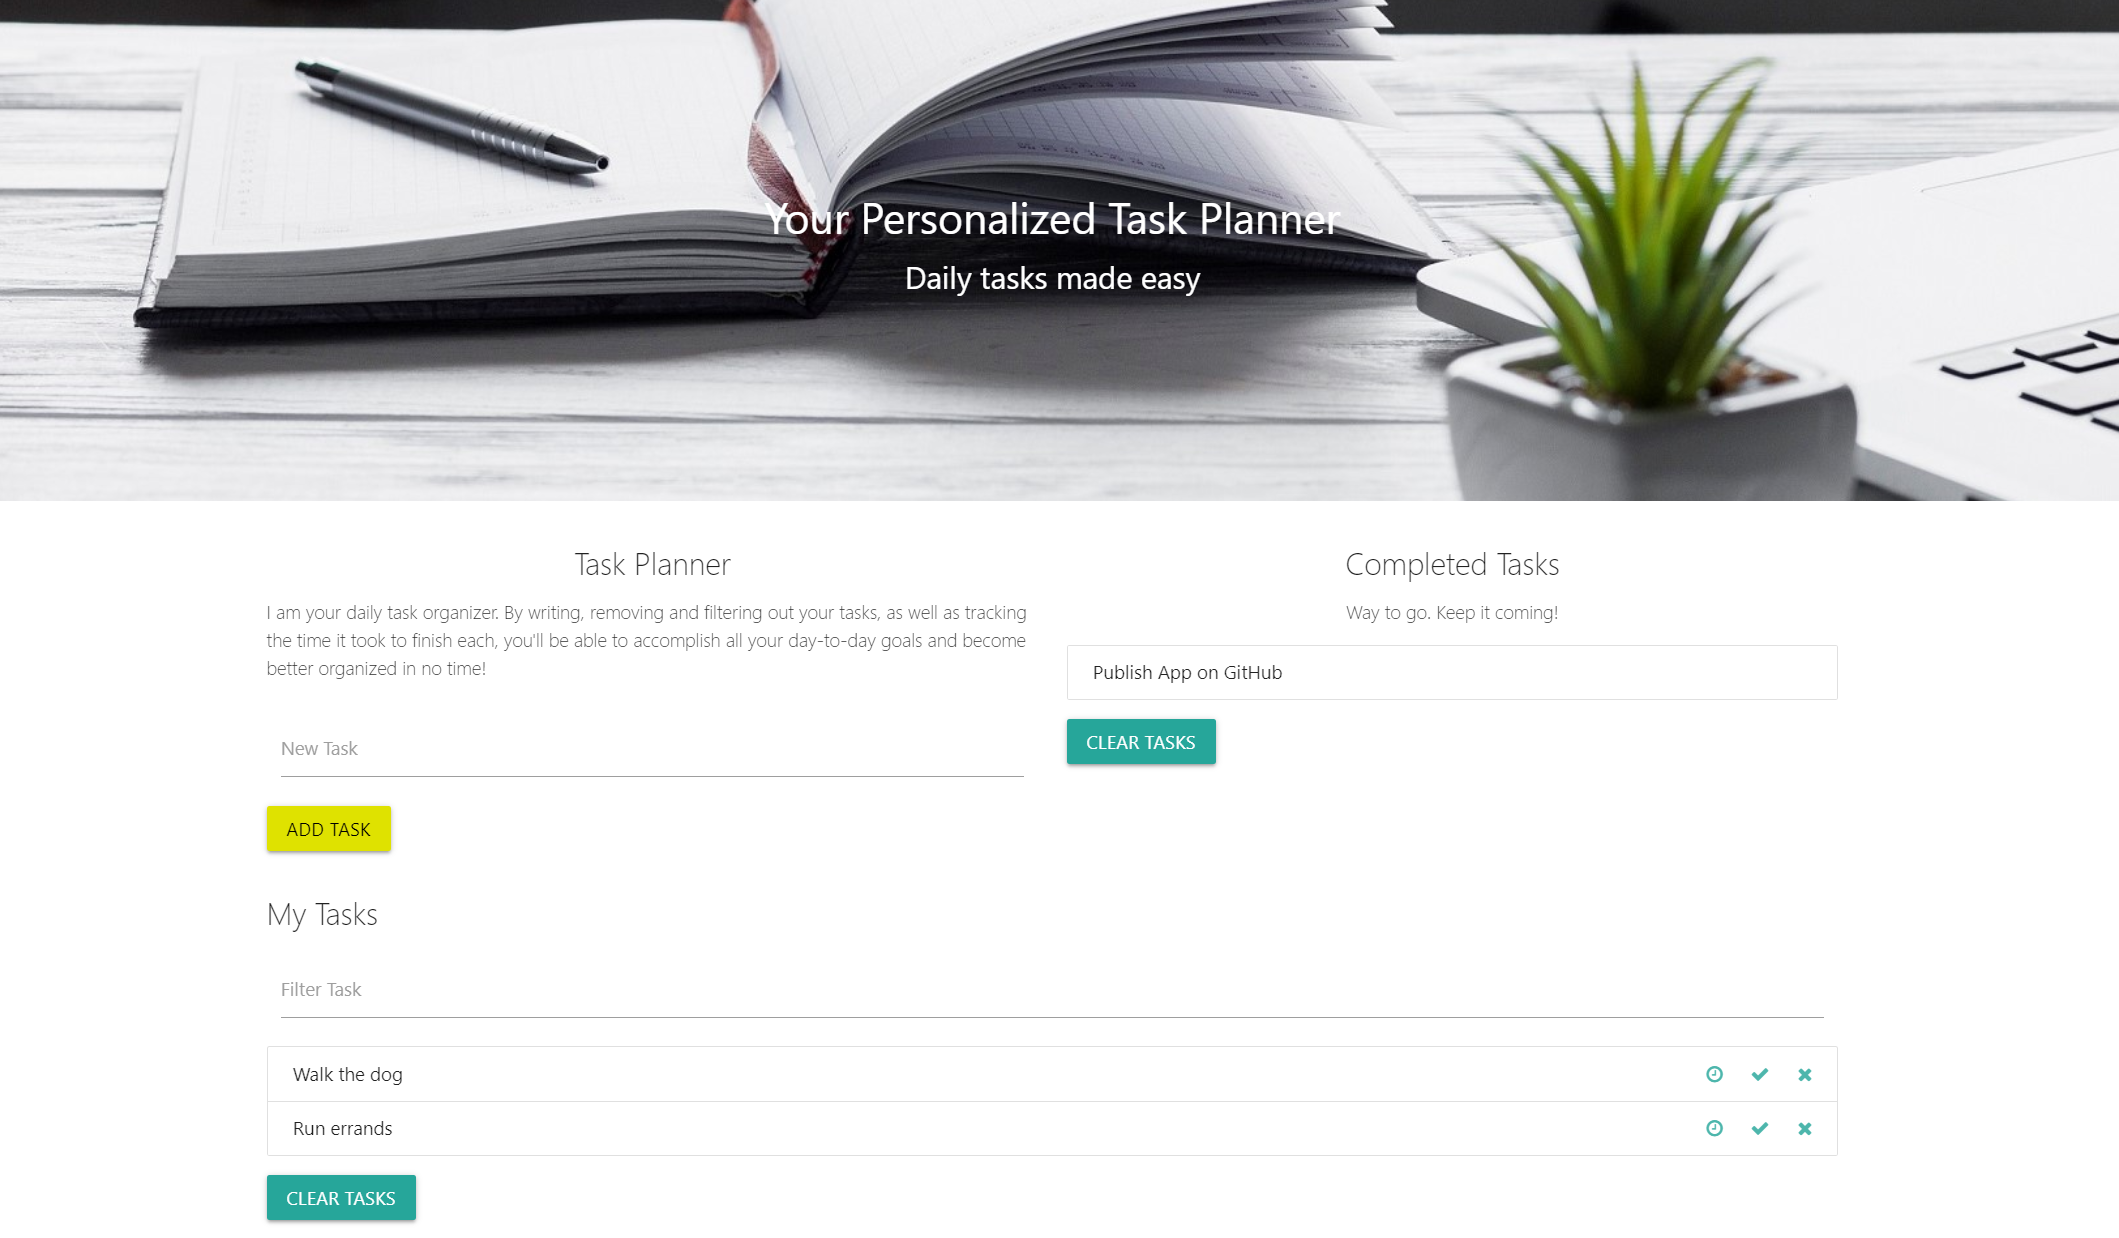 Your Personalized Task Planner
Daily tasks made easy
Task Planner
I am your daily task organizer. By writing, removing and filtering out your tasks, as well as tracking
the time it took to finish each, you'll be able to accomplish all your day-to-day goals and become
better organized in no time!
New Task
ADD TASK
Completed Tasks
Way to go. Keep it coming!
Publish App on GitHub
CLEAR TASKS
My Tasks
Filter Task
Walk the dog
Run errands
CLEAR TASKS